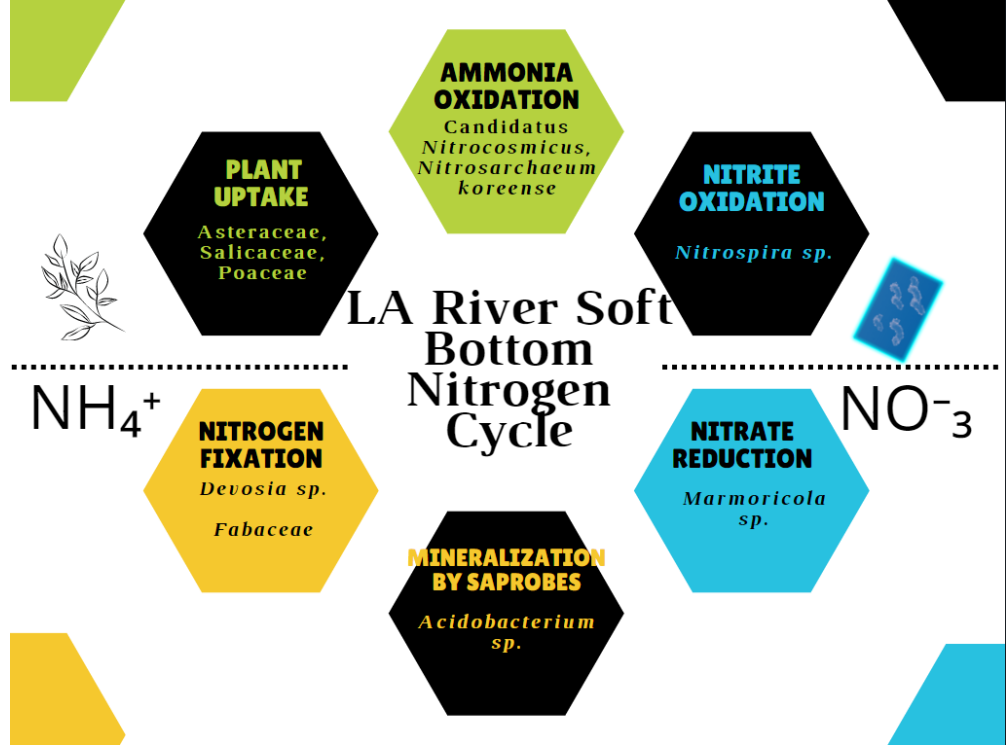 AMMONIA
OXIDATION
Candidatus
Nitrocosmicus,
Nitrosarchaeum
koreense
PLANT
UPTAKE
Asteraceae,
Salicaceae,
Poaceae
NITRITE
OXIDATION
Nitrospira sp.
LA River Soft
Bottom
Nitrogen
Cycle
NH₄⁺
NO⁻₃
NITROGEN
FIXATION
Devosia sp.
Fabaceae
NITRATE
REDUCTION
Marmoricola
sp.
MINERALIZATION
BY SAPROBES
Acidobacterium
sp.